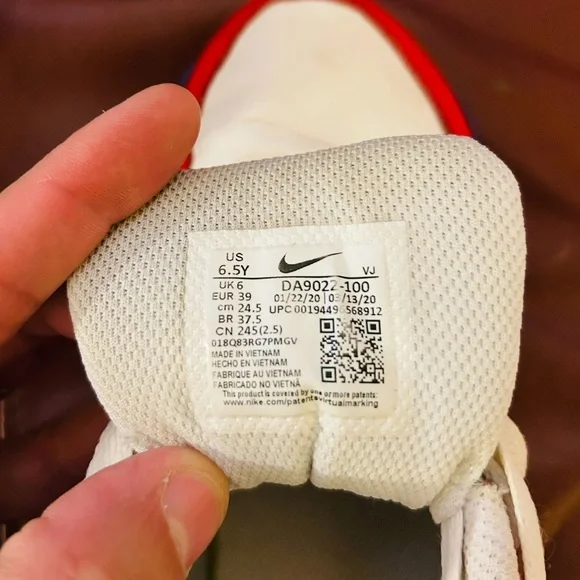 US
6.5Y VJ
UK 6 DA9022-100
EUR 39 01/22/20 03/13/20
cm 24.5 UPC 00194496568912
BR 37.5
CN 245(2.5)
018Q83RG7PMGV
MADE IN VIETNAM
HECHO EN VIETNAM
FABRIQUE AU VIETNAM
FABRICADO NO VIETNÃ
This product is covered by one or more patents:
www.nike.com/patents virtualmarking